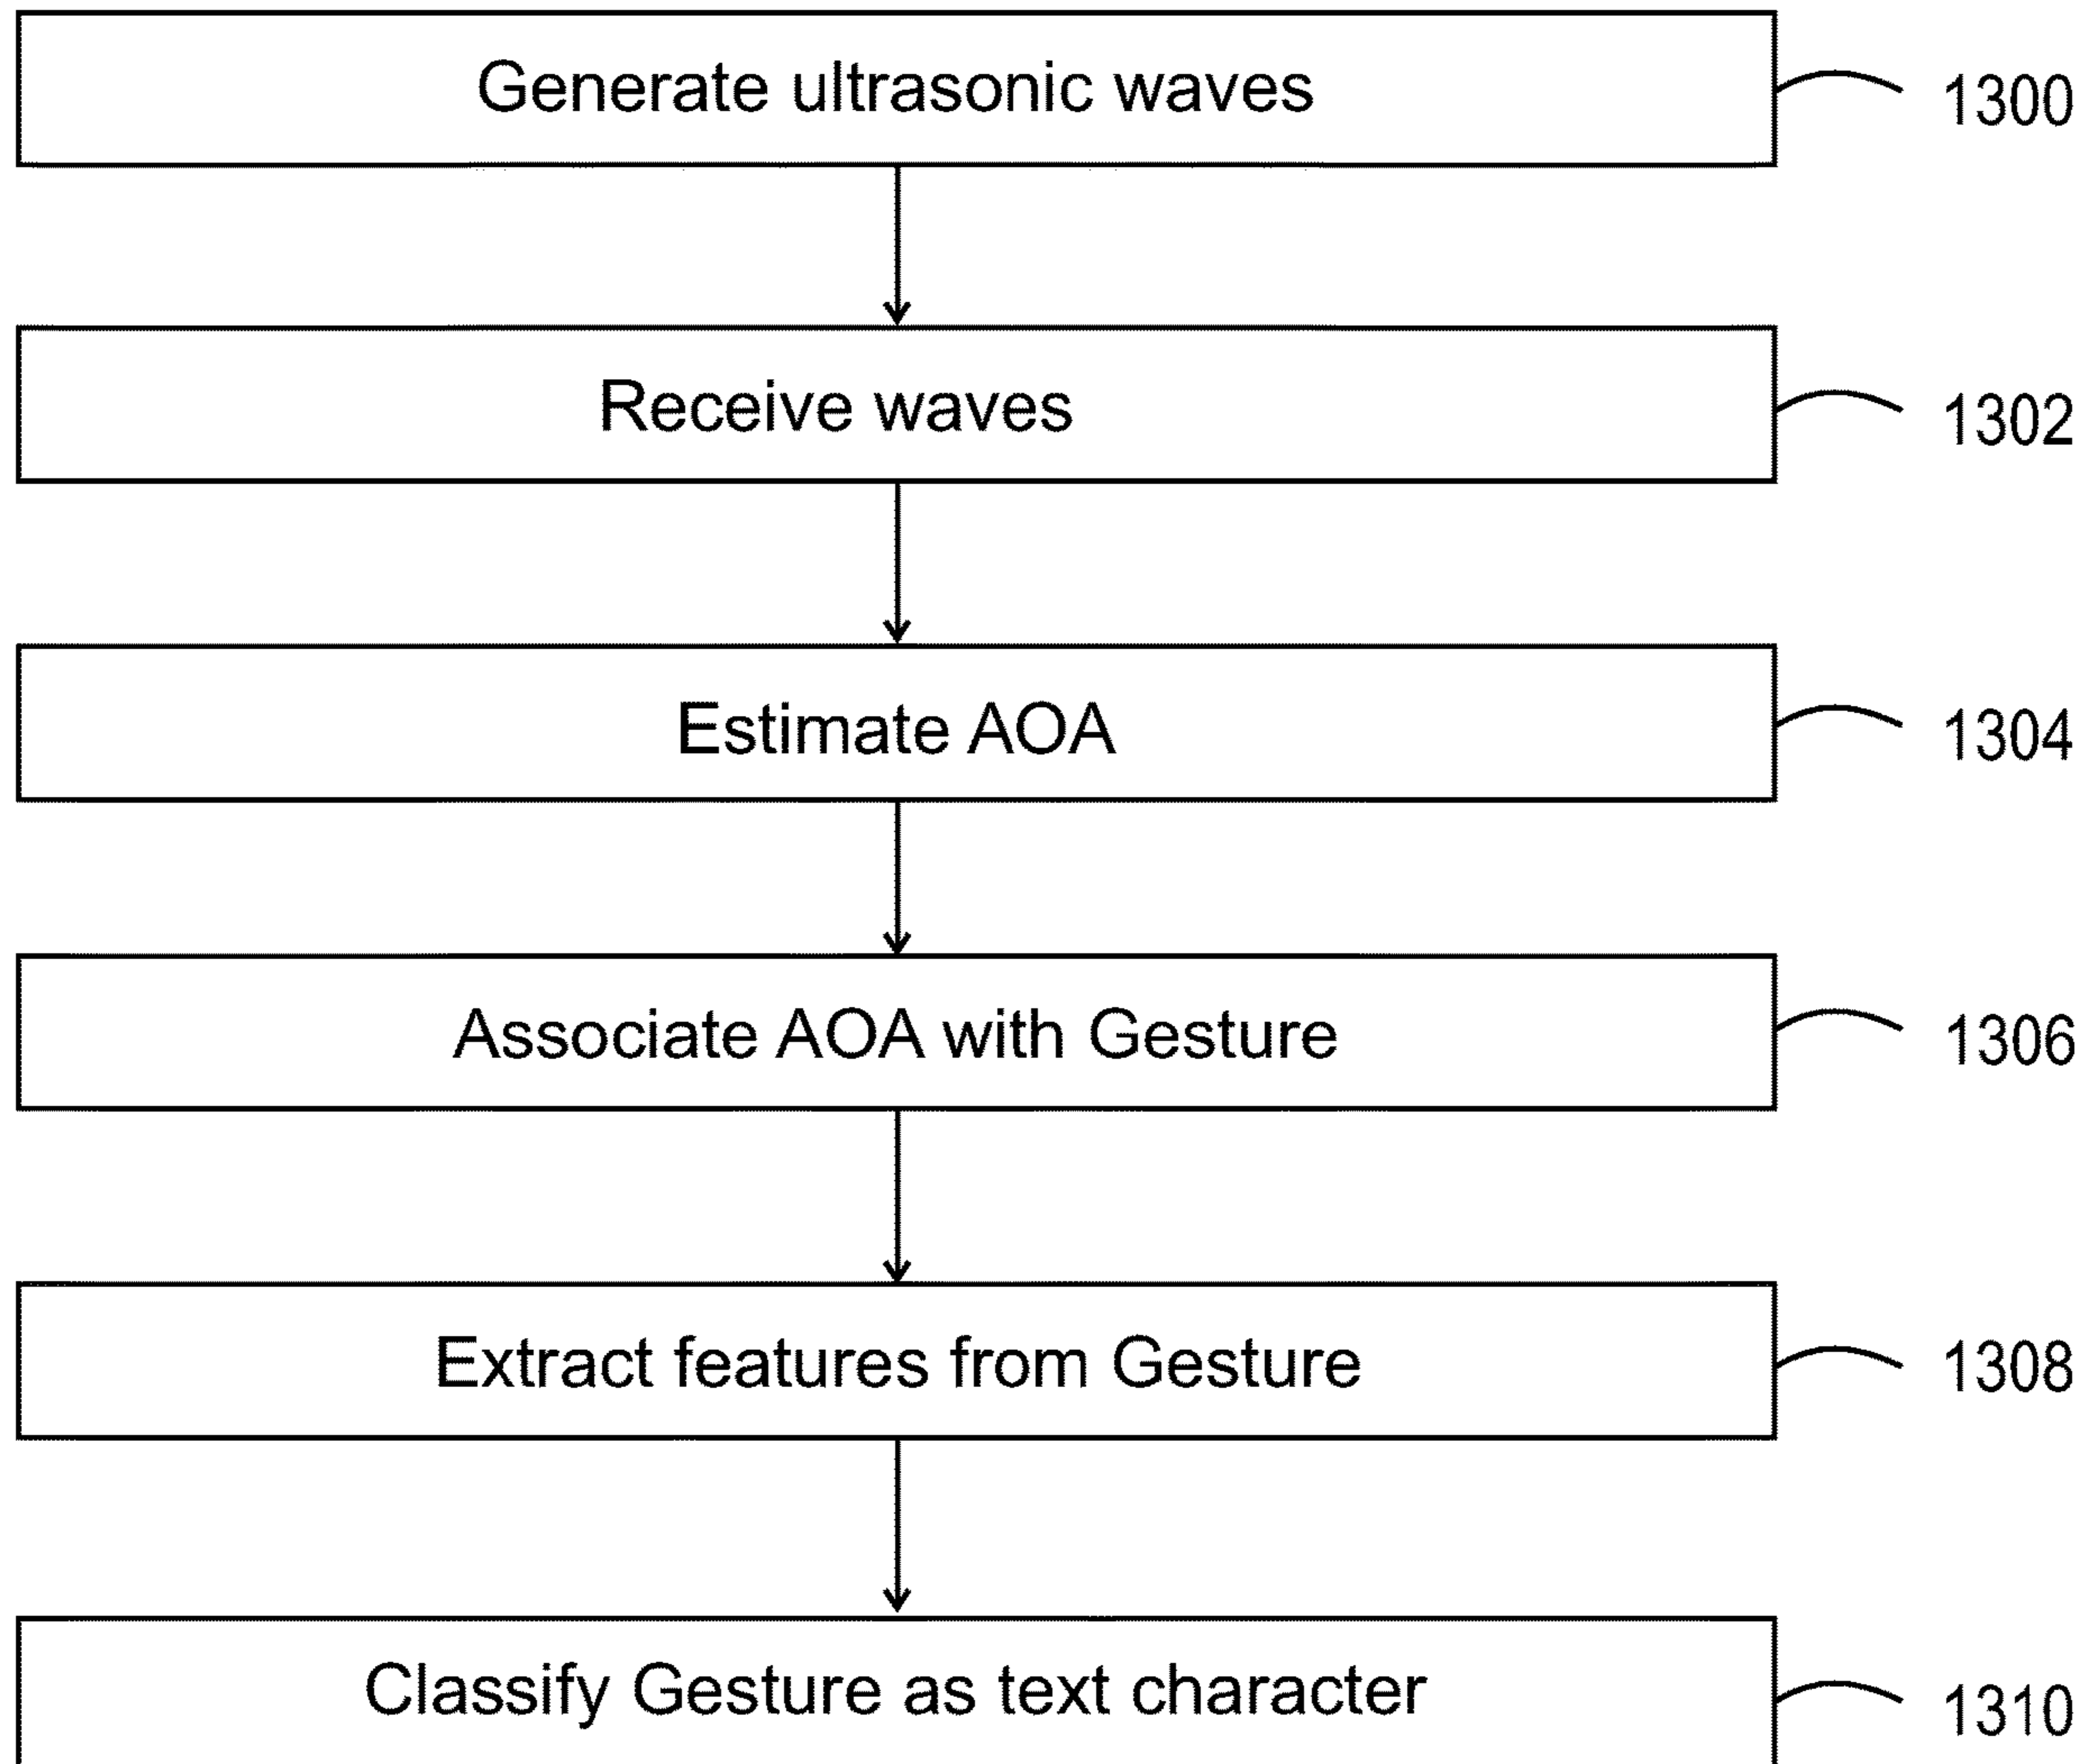 Generate ultrasonic waves 1300
Receive waves 1302
Estimate AOA 1304
Associate AOA with Gesture 1306
Extract features from Gesture 1308
Classify Gesture as text character 1310